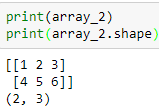 print(array_2)
print(array_2.shape)
[[1 2 3]
 [4 5 6]]
(2, 3)